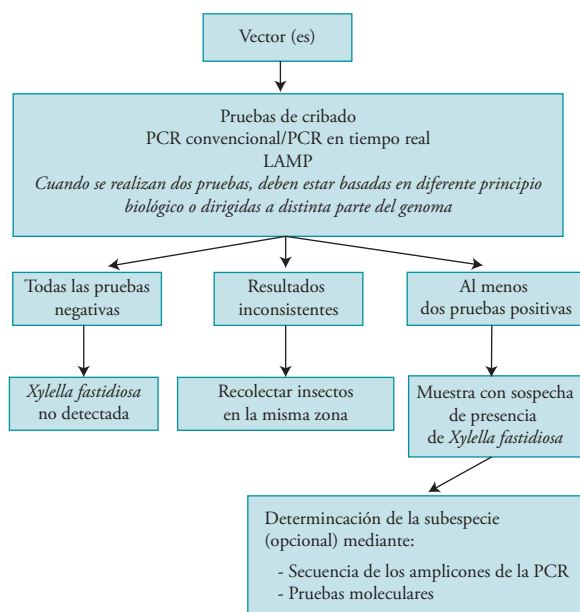 Vector (es)
Pruebas de cribado
PCR convencional/PCR en tiempo real
LAMP
Cuando se realizan dos pruebas, deben estar basadas en diferente principio
biológico o dirigidas a distinta parte del genoma
Todas las pruebas
negativas
Resultados
inconsistentes
Al menos
dos pruebas positivas
Xylella fastidiosa
no detectada
Recolectar insectos
en la misma zona
Muestra con sospecha
de presencia
de Xylella fastidiosa
Determincación de la subespecie
(opcional) mediante:
- Secuencia de los amplicones de la PCR
- Pruebas moleculares